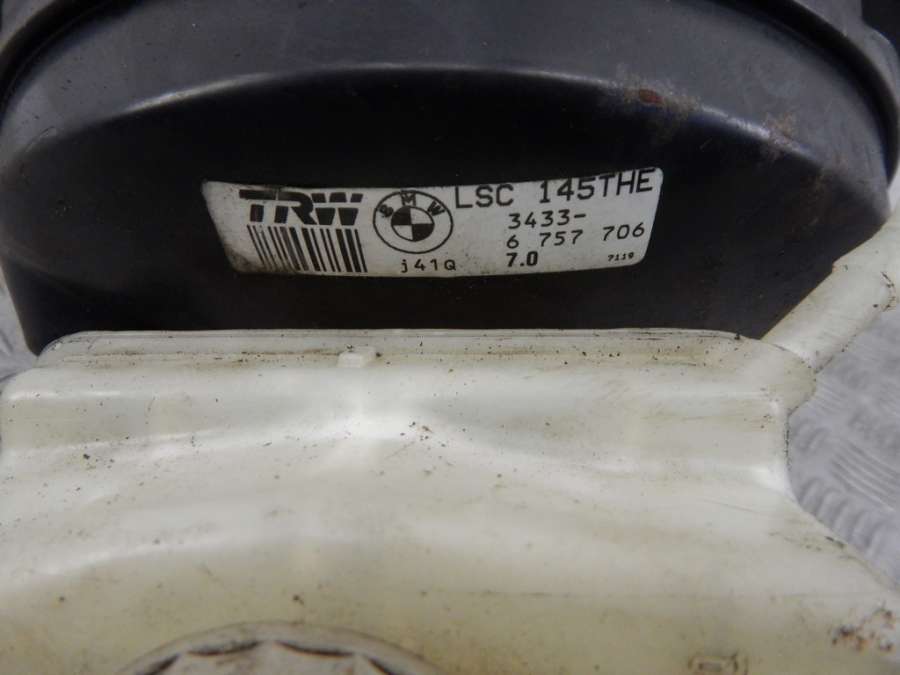 TRW BMW LSC 145THE
3433-
6 757 706
j41Q 7.0 7119